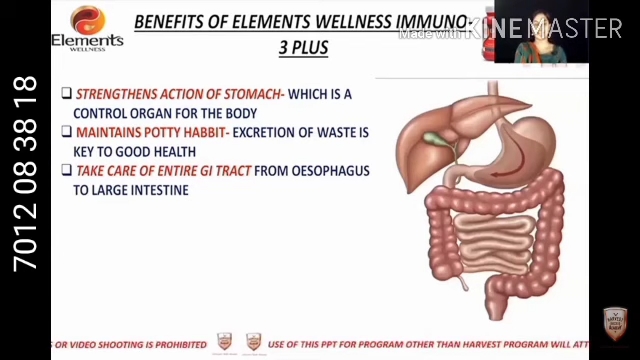 Elements
WELLNESS
BENEFITS OF ELEMENTS WELLNESS IMMUNO-
3 PLUS
Made with KINEMASTER
STRENGTHENS ACTION OF STOMACH- WHICH IS A
CONTROL ORGAN FOR THE BODY
MAINTAINS POTTY HABBIT- EXCRETION OF WASTE IS
KEY TO GOOD HEALTH
TAKE CARE OF ENTIRE GI TRACT FROM OESOPHAGUS
TO LARGE INTESTINE
7012 08 38 18
OR VIDEO SHOOTING IS PROHIBITED
USE OF THIS PPT FOR PROGRAM OTHER THAN HARVEST PROGRAM WILL ATT